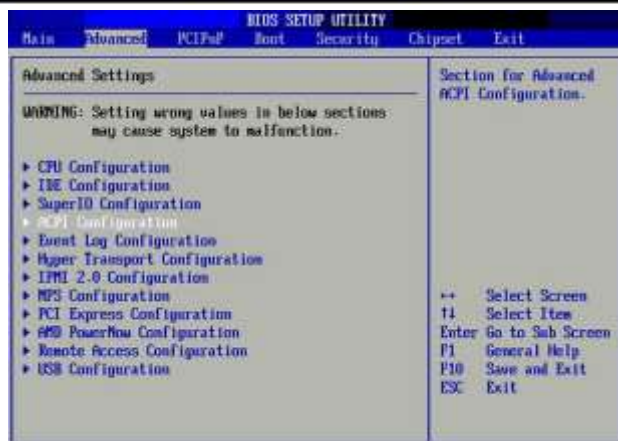 BIOS SETUP UTILITY
Main Advanced PCIPnP Boot Security Chipset Exit
Advanced Settings
WARNING: Setting wrong values in below sections
may cause system to malfunction.
▶ CPU Configuration
▶ IDE Configuration
▶ SuperIO Configuration
▶ ACPI Configuration
▶ Event Log Configuration
▶ Hyper Transport Configuration
▶ IPMI 2.0 Configuration
▶ MPS Configuration
▶ PCI Express Configuration
▶ AMD PowerNow Configuration
▶ Remote Access Configuration
▶ USB Configuration
Section for Advanced
ACPI Configuration.
↔ Select Screen
↑↓ Select Item
Enter Go to Sub Screen
F1 General Help
F10 Save and Exit
ESC Exit